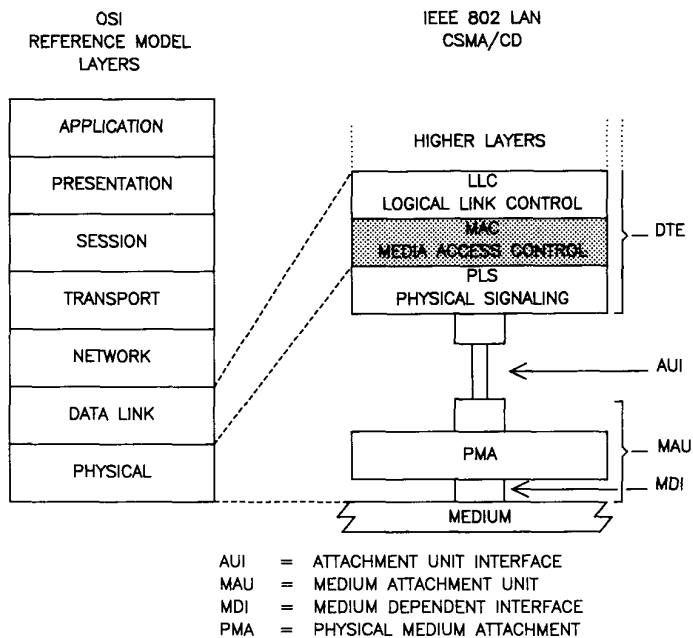 OSI
REFERENCE MODEL
LAYERS
APPLICATION
PRESENTATION
SESSION
TRANSPORT
NETWORK
DATA LINK
PHYSICAL
IEEE 802 LAN
CSMA/CD
HIGHER LAYERS
LLC
LOGICAL LINK CONTROL
MAC
MEDIA ACCESS CONTROL
PLS
PHYSICAL SIGNALING
DTE
AUI
PMA
MAU
MDI
MEDIUM
AUI = ATTACHMENT UNIT INTERFACE
MAU = MEDIUM ATTACHMENT UNIT
MDI = MEDIUM DEPENDENT INTERFACE
PMA = PHYSICAL MEDIUM ATTACHMENT